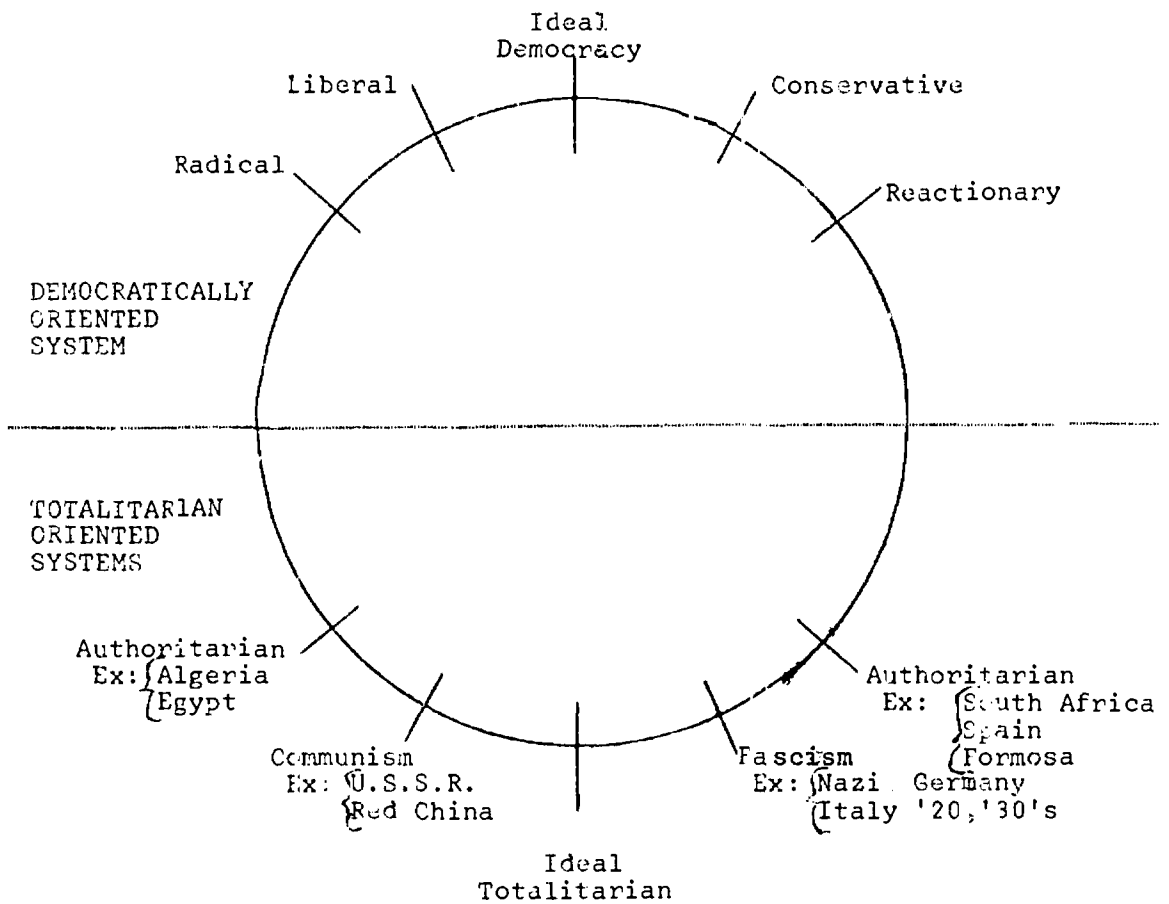 Ideal
Democracy
Liberal
Conservative
Radical
Reactionary
DEMOCRATICALLY
ORIENTED
SYSTEM
TOTALITARIAN
ORIENTED
SYSTEMS
Authoritarian
Ex: Algeria
Egypt
Authoritarian
Ex: South Africa
Spain
Formosa
Communism
Ex: U.S.S.R.
Red China
Fascism
Ex: Nazi Germany
Italy '20,'30's
Ideal
Totalitarian